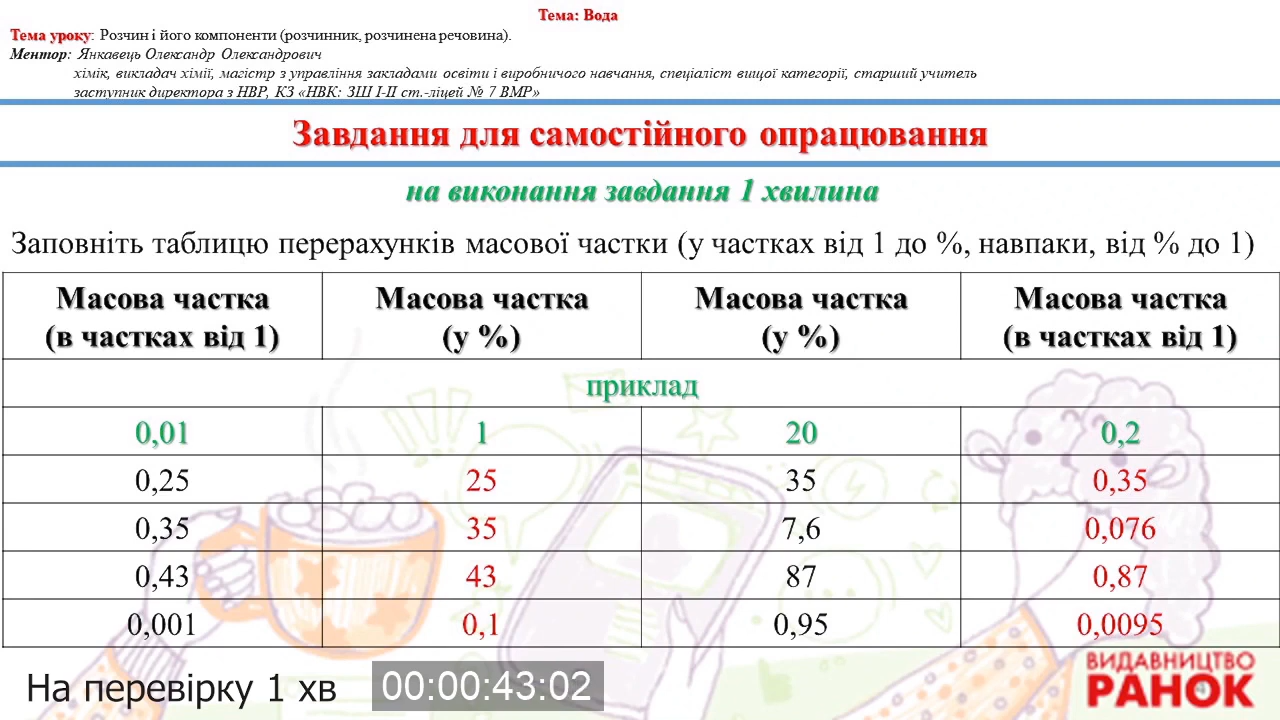 Тема: Вода
Тема уроку: Розчин і його компоненти (розчинник, розчинена речовина).
Ментор: Янкавець Олександр Олександрович
хімік, викладач хімії, магістр з управління закладами освіти і виробничого навчання, спеціаліст вищої категорії, старший учитель
заступник директора з НВР, КЗ «НВК: ЗШ І-ІІ ст.-ліцей № 7 ВМР»
Завдання для самостійного опрацювання
на виконання завдання 1 хвилина
Заповніть таблицю перерахунків масової частки (у частках від 1 до %, навпаки, від % до 1)
Масова частка (в частках від 1) Масова частка (у %) Масова частка (у %) Масова частка (в частках від 1)
приклад
0,01 1 20 0,2
0,25 25 35 0,35
0,35 35 7,6 0,076
0,43 43 87 0,87
0,001 0,1 0,95 0,0095
На перевірку 1 хв 00:00:43:02
ВИДАВНИЦТВО
РАНОК